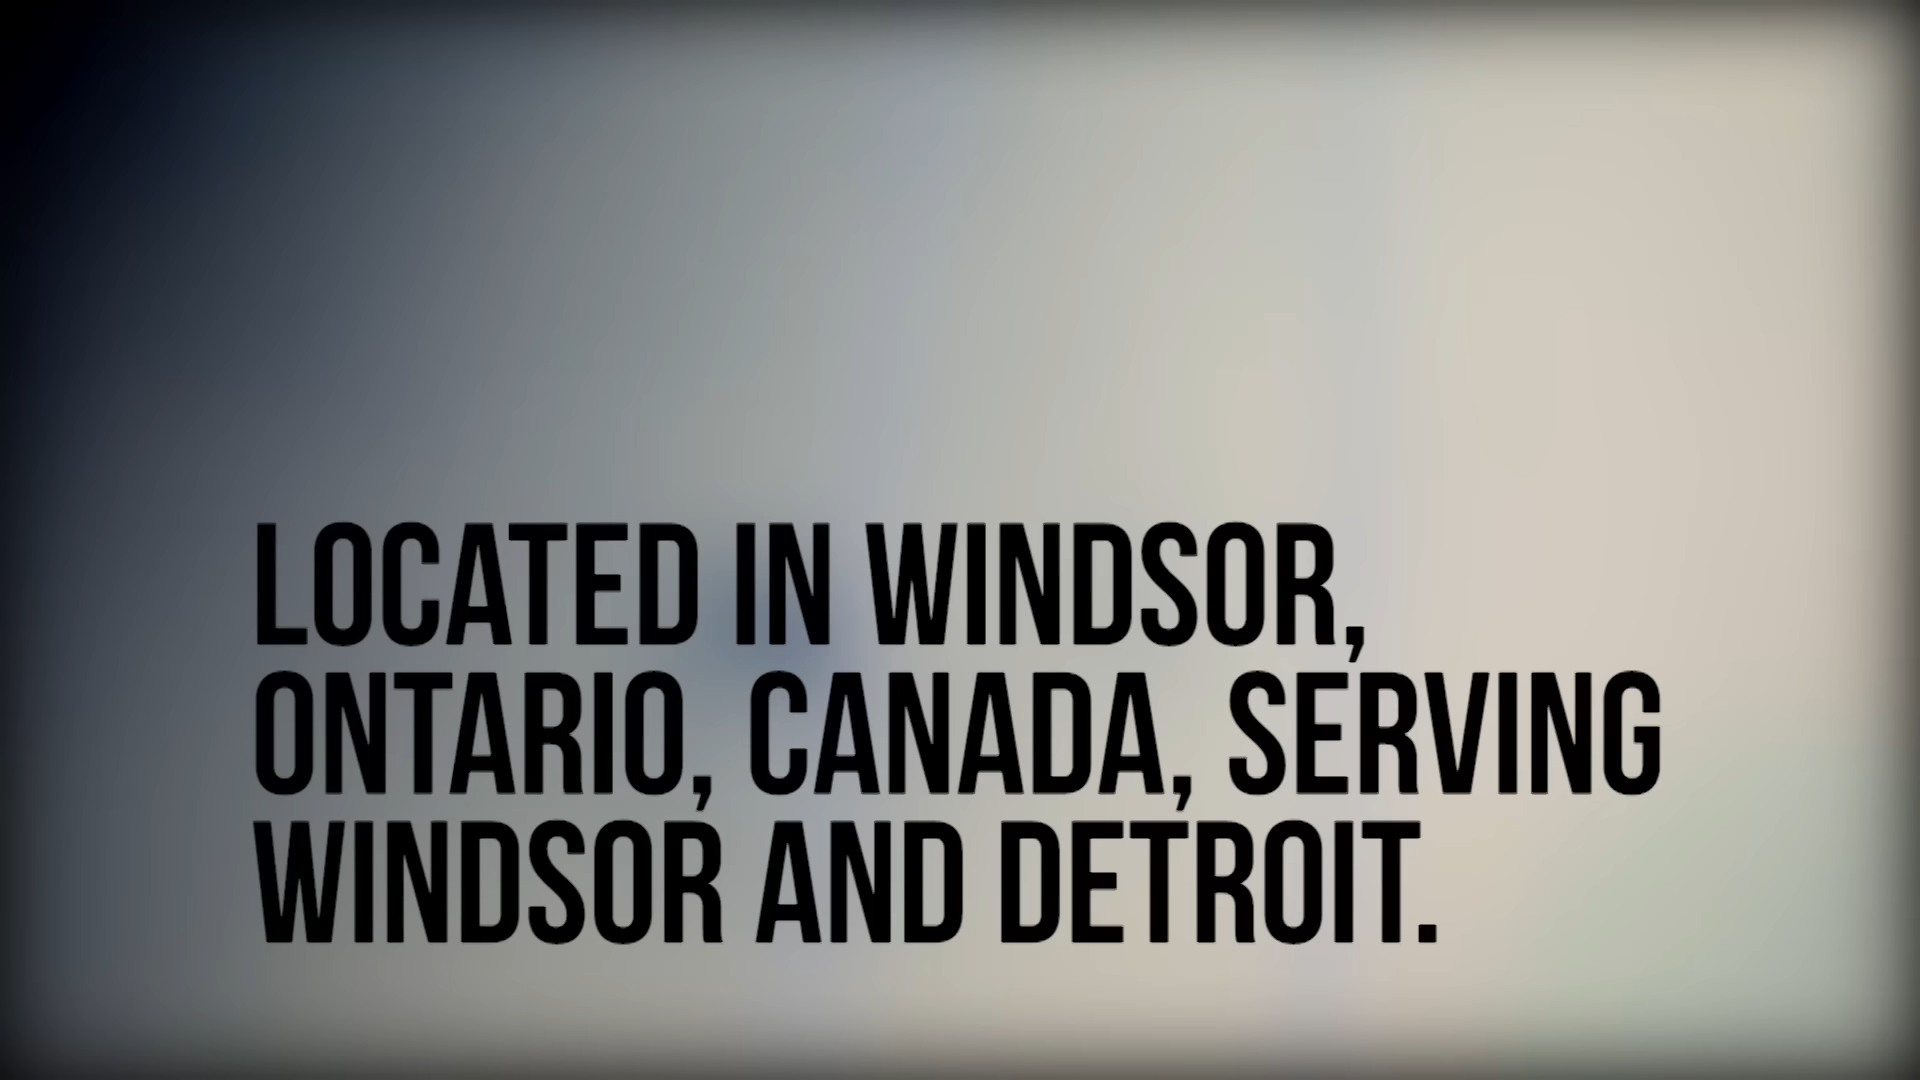 LOCATED IN WINDSOR,
ONTARIO, CANADA, SERVING
WINDSOR AND DETROIT.